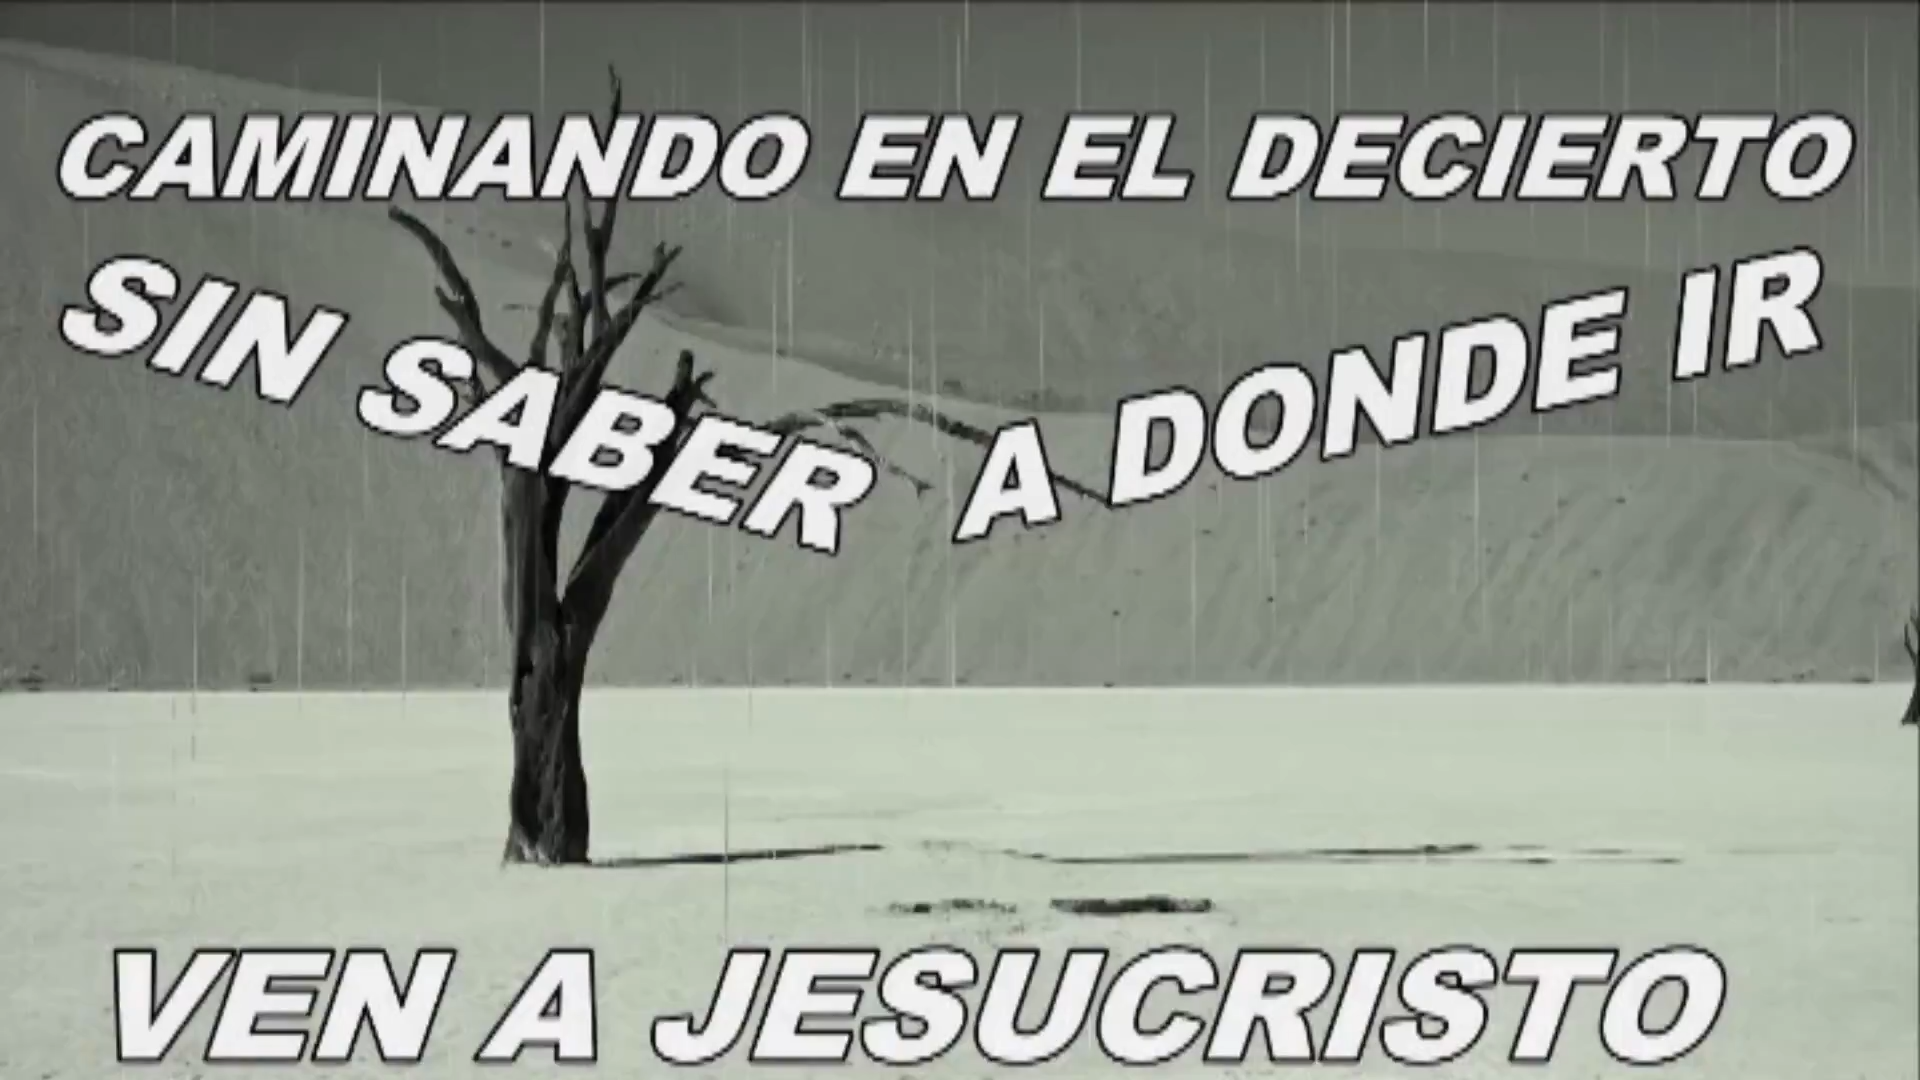 CAMINANDO EN EL DECIERTO
SIN SABER A DONDE IR
VEN A JESUCRISTO